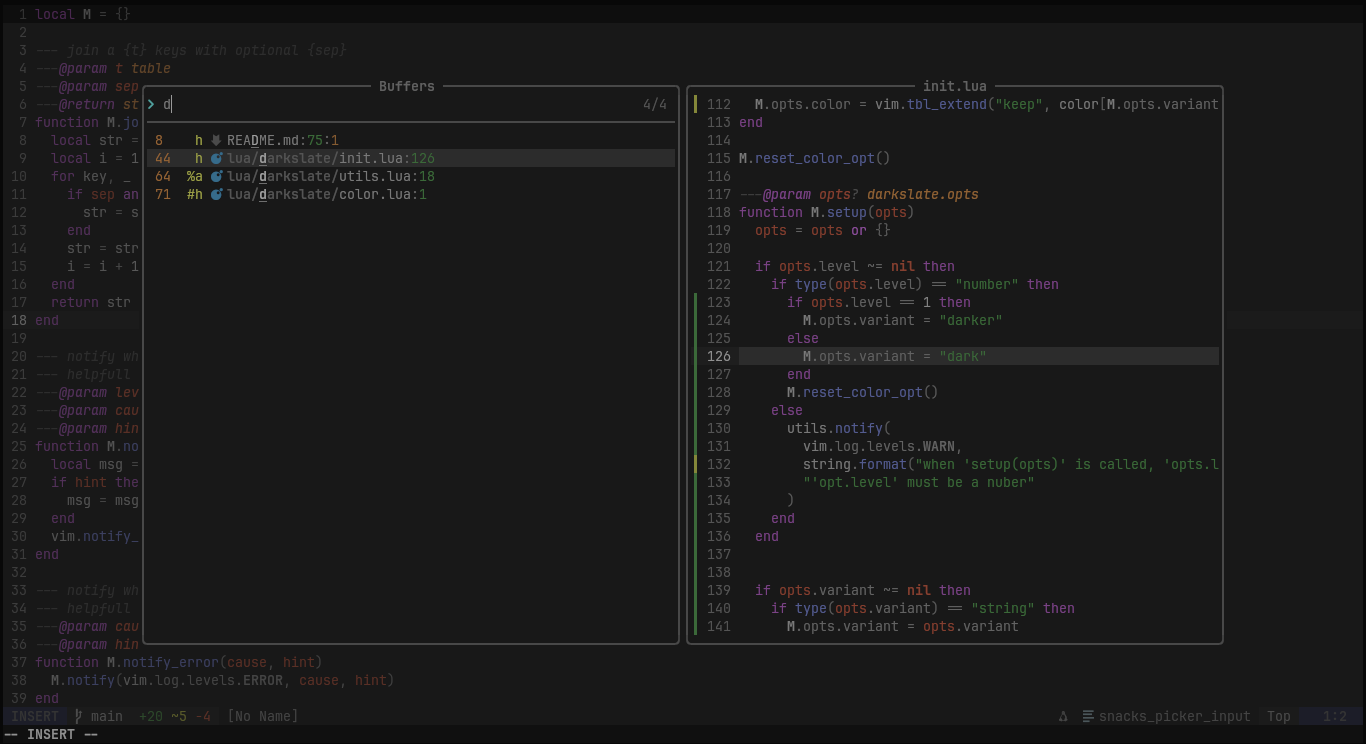 1 local M = {}
2
3 --- join a {t} keys with optional {sep}
4 ---@param t table
5 ---@param sep
6 ---@return st
7 function M.jo
8   local str =
9   local i = 1
10   for key, _
11     if sep an
12       str = s
13     end
14     str = str
15     i = i + 1
16   end
17   return str
18 end
19
20 --- notify wh
21 --- helpfull
22 ---@param lev
23 ---@param cau
24 ---@param hin
25 function M.no
26   local msg =
27   if hint the
28     msg = msg
29   end
30   vim.notify_
31 end
32
33 --- notify wh
34 --- helpfull
35 ---@param cau
36 ---@param hin
37 function M.notify_error(cause, hint)
38   M.notify(vim.log.levels.ERROR, cause, hint)
39 end
Buffers
> d 4/4
8 h README.md:75:1
44 h lua/darkslate/init.lua:126
64 %a lua/darkslate/utils.lua:18
71 #h lua/darkslate/color.lua:1
init.lua
112   M.opts.color = vim.tbl_extend("keep", color[M.opts.variant
113 end
114
115 M.reset_color_opt()
116
117 ---@param opts? darkslate.opts
118 function M.setup(opts)
119   opts = opts or {}
120
121   if opts.level ~= nil then
122     if type(opts.level) == "number" then
123       if opts.level == 1 then
124         M.opts.variant = "darker"
125       else
126         M.opts.variant = "dark"
127       end
128       M.reset_color_opt()
129     else
130       utils.notify(
131         vim.log.levels.WARN,
132         string.format("when 'setup(opts)' is called, 'opts.l
133         "'opt.level' must be a nuber"
134       )
135     end
136   end
137
138
139   if opts.variant ~= nil then
140     if type(opts.variant) == "string" then
141       M.opts.variant = opts.variant
INSERT main +20 ~5 -4 [No Name] snacks_picker_input Top 1:2
-- INSERT --